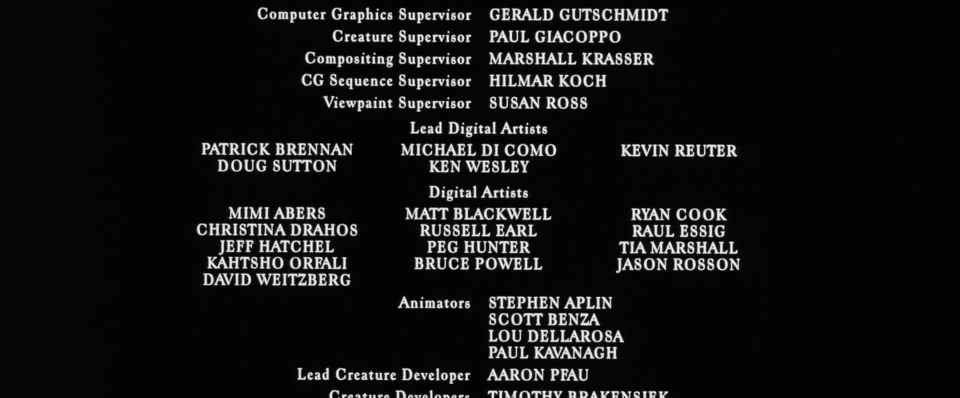 Computer Graphics Supervisor GERALD GUTSCHMIDT
Creature Supervisor PAUL GIACOPPO
Compositing Supervisor MARSHALL KRASSER
CG Sequence Supervisor HILMAR KOCH
Viewpaint Supervisor SUSAN ROSS
Lead Digital Artists
PATRICK BRENNAN MICHAEL DI COMO KEVIN REUTER
DOUG SUTTON KEN WESLEY
Digital Artists
MIMI ABERS MATT BLACKWELL RYAN COOK
CHRISTINA DRAHOS RUSSELL EARL RAUL ESSIG
JEFF HATCHEL PEG HUNTER TIA MARSHALL
KAHTSHO ORFALI BRUCE POWELL JASON ROSSON
DAVID WEITZBERG
Animators STEPHEN APLIN
SCOTT BENZA
LOU DELLAROSA
PAUL KAVANAGH
Lead Creature Developer AARON PFAU
Creature Developers TIMOTHY BRAKENSIEK